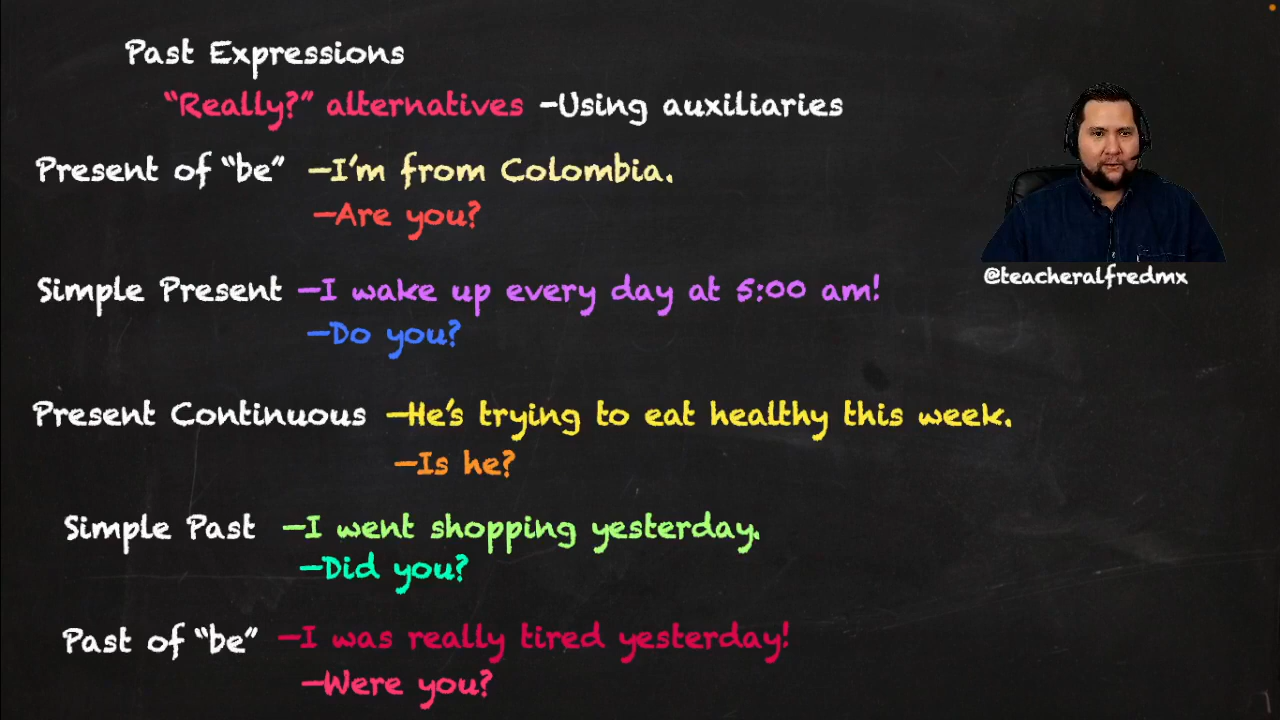 Past Expressions
"Really?" alternatives -Using auxiliaries
Present of "be" -I'm from Colombia.
-Are you?
@teacheralfredmx
Simple Present -I wake up every day at 5:00 am!
-Do you?
Present Continuous -He's trying to eat healthy this week.
-Is he?
Simple Past -I went shopping yesterday.
-Did you?
Past of "be" -I was really tired yesterday!
-Were you?